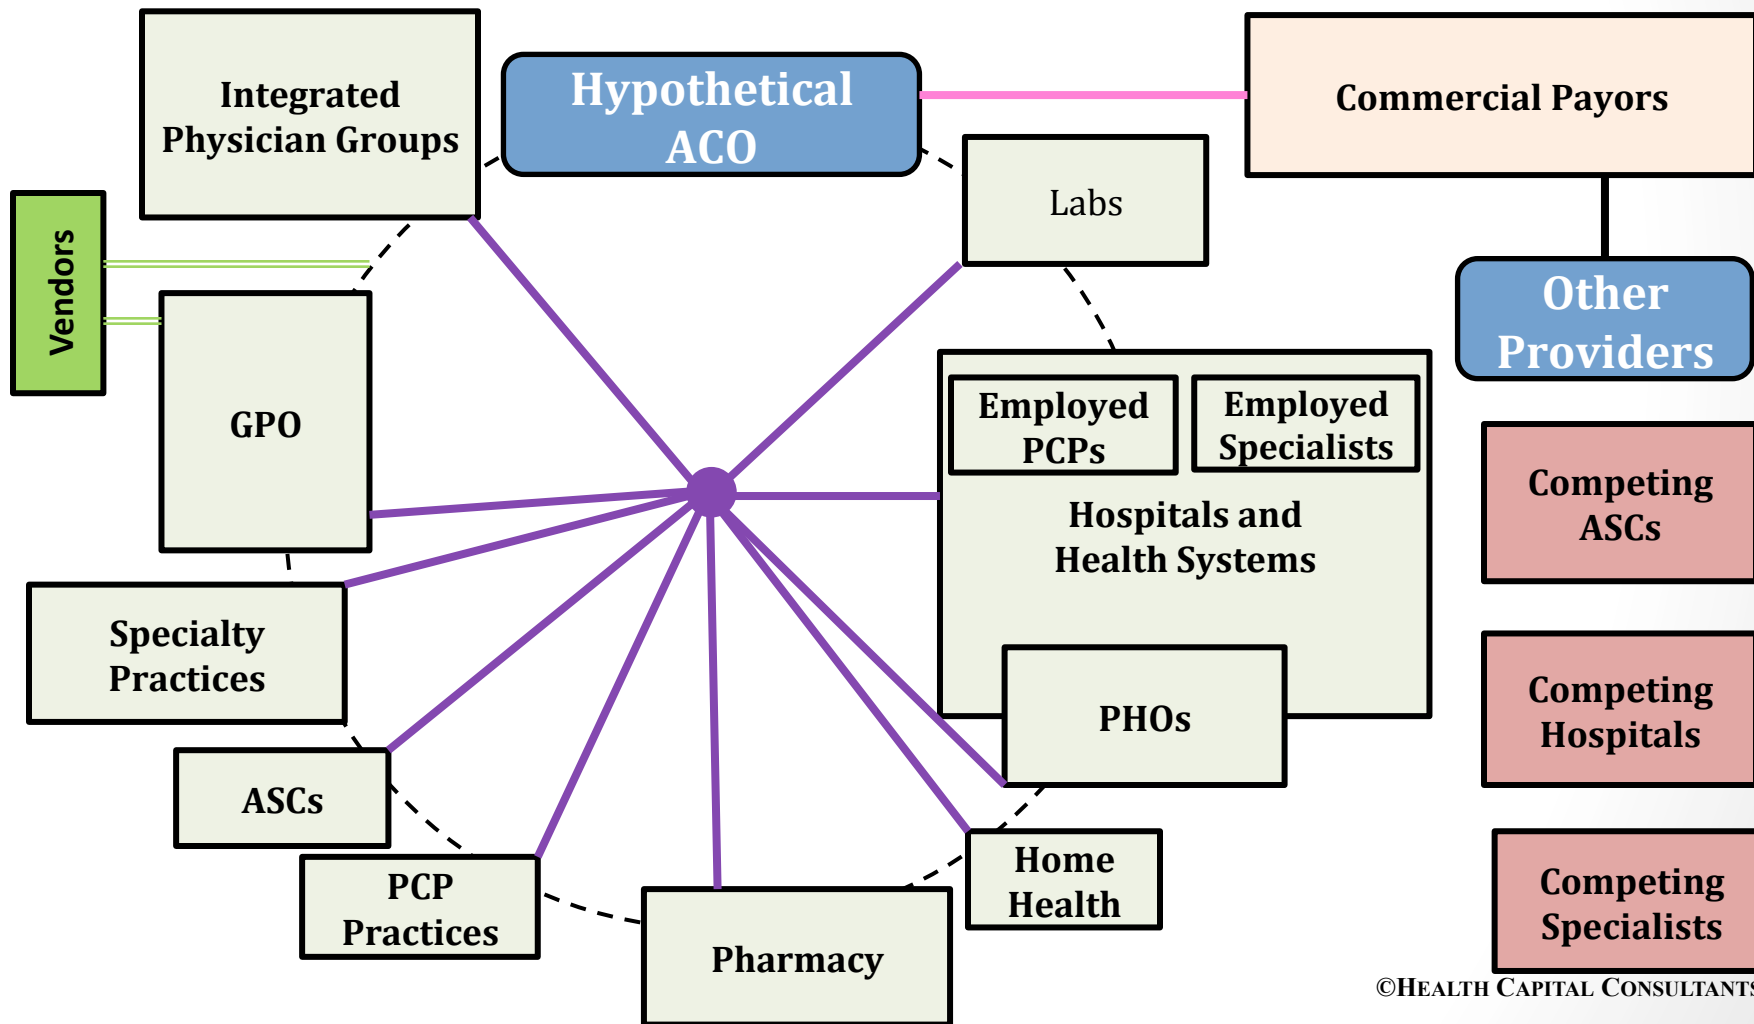 Integrated
Physician Groups
Hypothetical
ACO
Commercial Payors
Labs
Vendors
GPO
Other
Providers
Employed
PCPs
Employed
Specialists
Hospitals and
Health Systems
Competing
ASCs
Specialty
Practices
PHOs
Competing
Hospitals
ASCs
PCP
Practices
Home
Health
Pharmacy
Competing
Specialists
©HEALTH CAPITAL CONSULTANTS